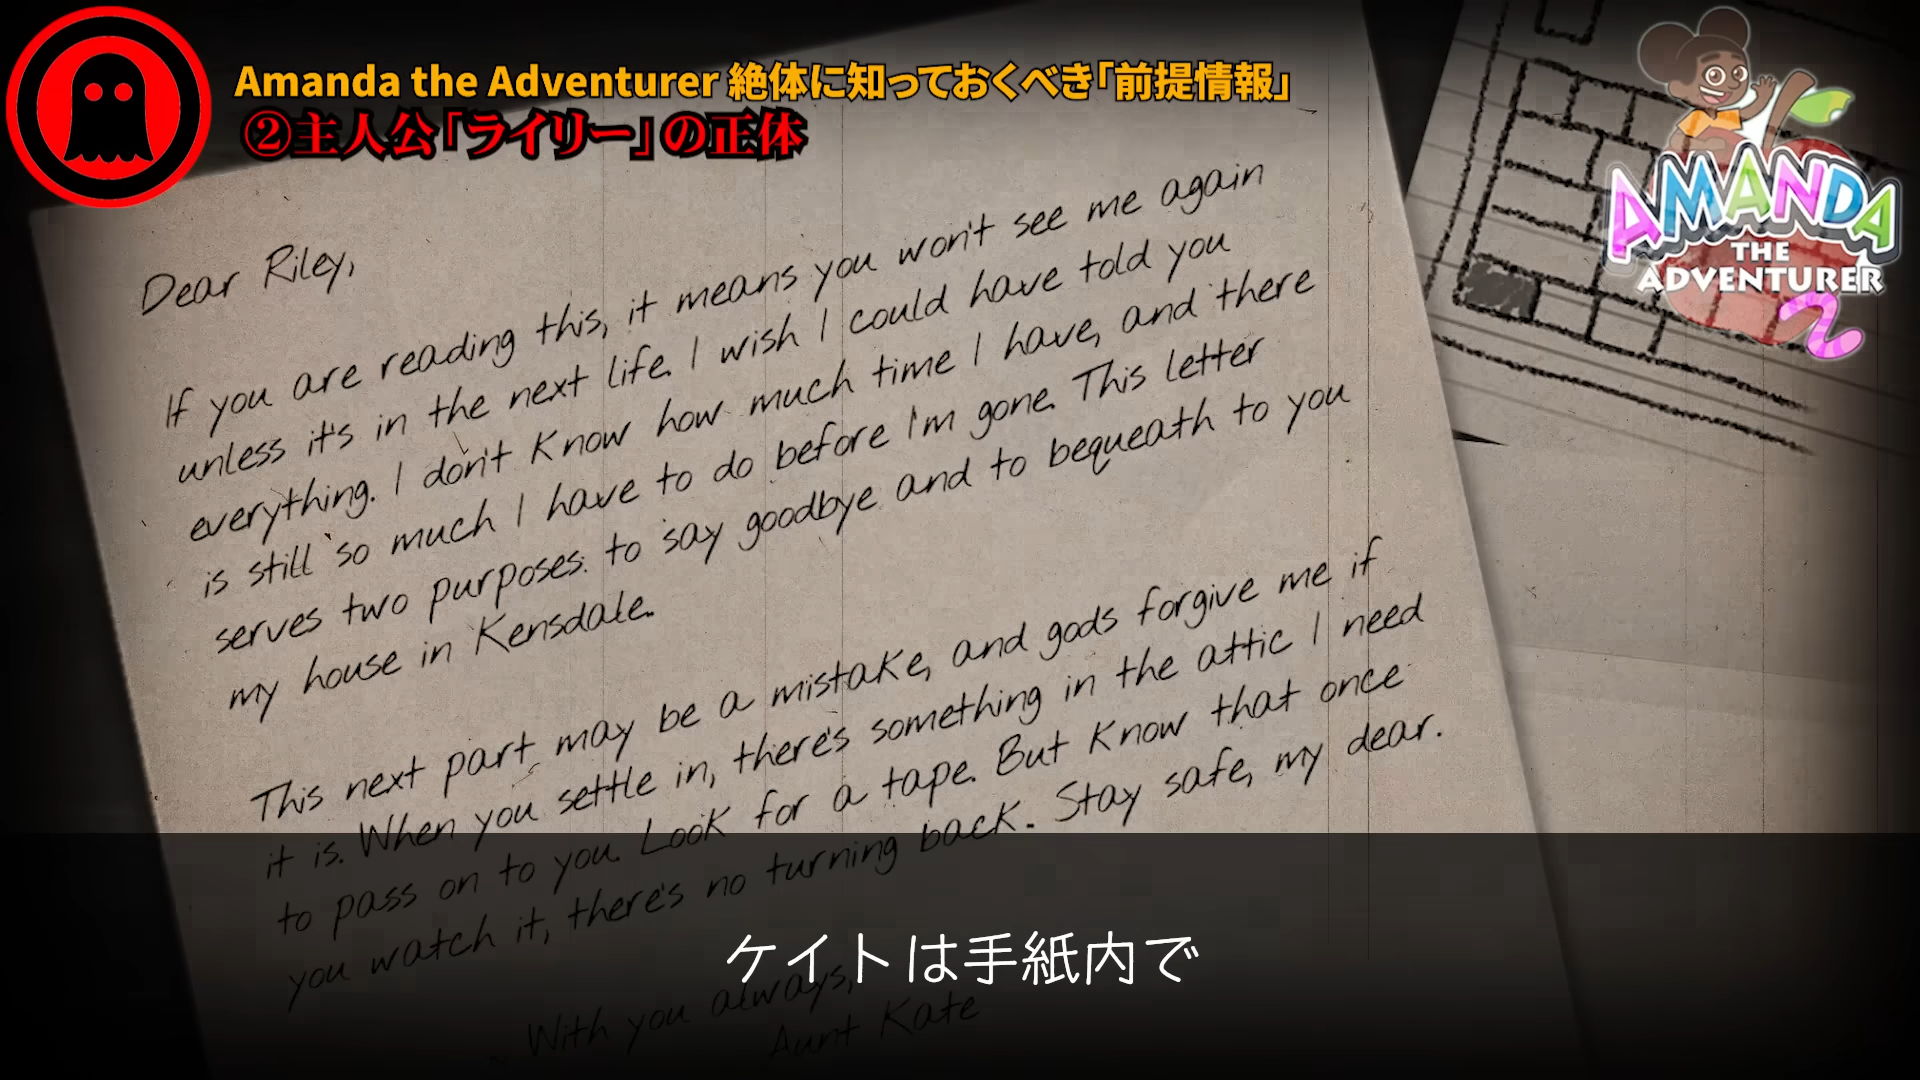 Amanda the Adventurer 絶体に知っておくべき「前提情報」
②主人公「ライリー」の正体
AMANDA
THE
ADVENTURER
2
Dear Riley,
If you are reading this, it means you won't see me again
unless it's in the next life. I wish I could have told you
everything. I don't know how much time I have, and there
is still so much I have to do before I'm gone. This letter
serves two purposes: to say goodbye and to bequeath to you
my house in Kensdale.
This next part may be a mistake, and gods forgive me if
it is. When you settle in, there's something in the attic I need
to pass on to you. Look for a tape. But know that once
you watch it, there's no turning back. Stay safe, my dear.
With you always,
Aunt Kate
ケイトは手紙内で